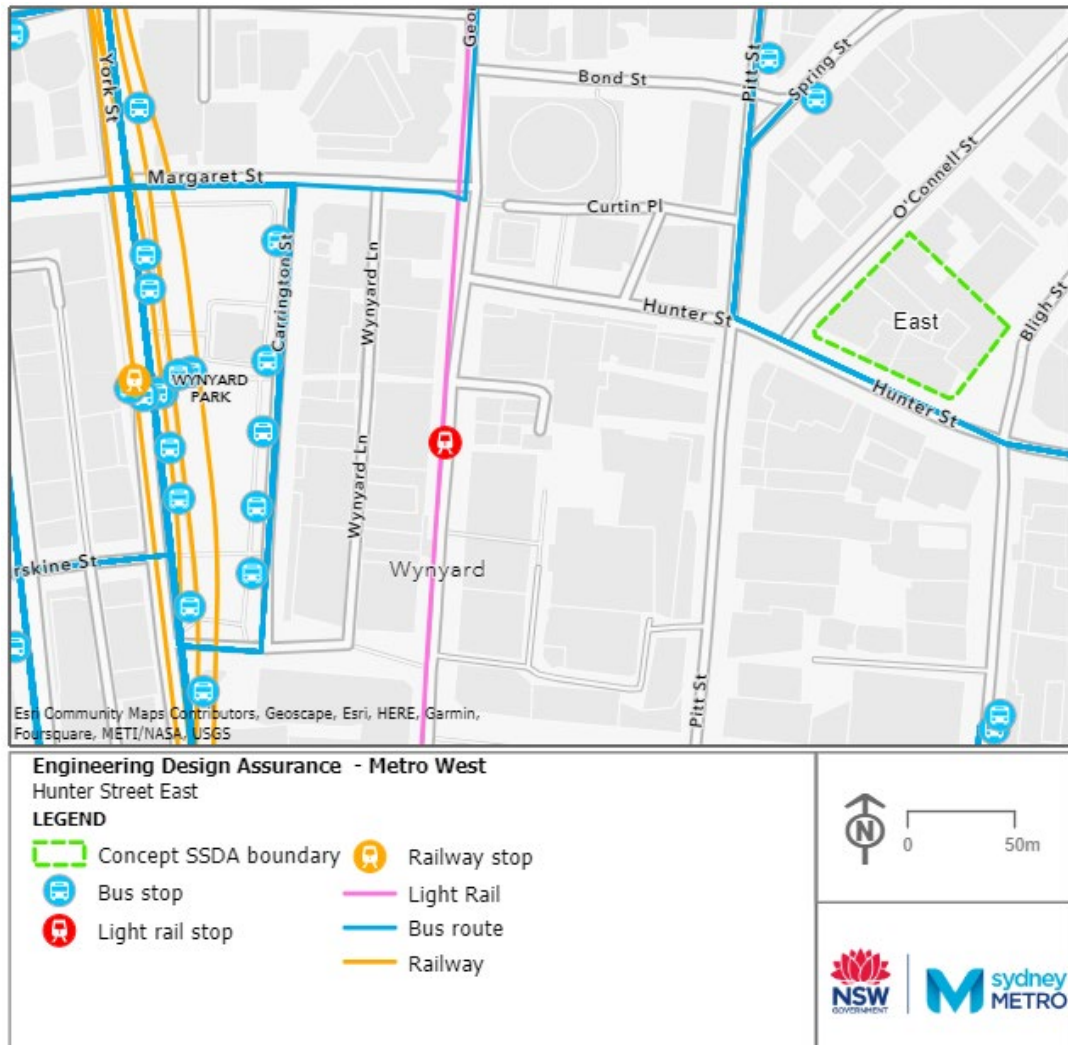 Geor
York St
Bond St
Pitt St
Spring St
O'Connell St
Margaret St
Curtin Pl
Carrington St
Wynyard Ln
Hunter St
East
Bligh St
WYNYARD
PARK
Hunter St
Wynyard Ln
Wynyard
rskine St
Pitt St
Esri Community Maps Contributors, Geoscape, Esri, HERE, Garmin,
Foursquare, METI/NASA, USGS
Engineering Design Assurance - Metro West
Hunter Street East
LEGEND
Concept SSDA boundary
Railway stop
Bus stop
Light Rail
Light rail stop
Bus route
Railway
N
0 50m
NSW
GOVERNMENT
sydney
METRO